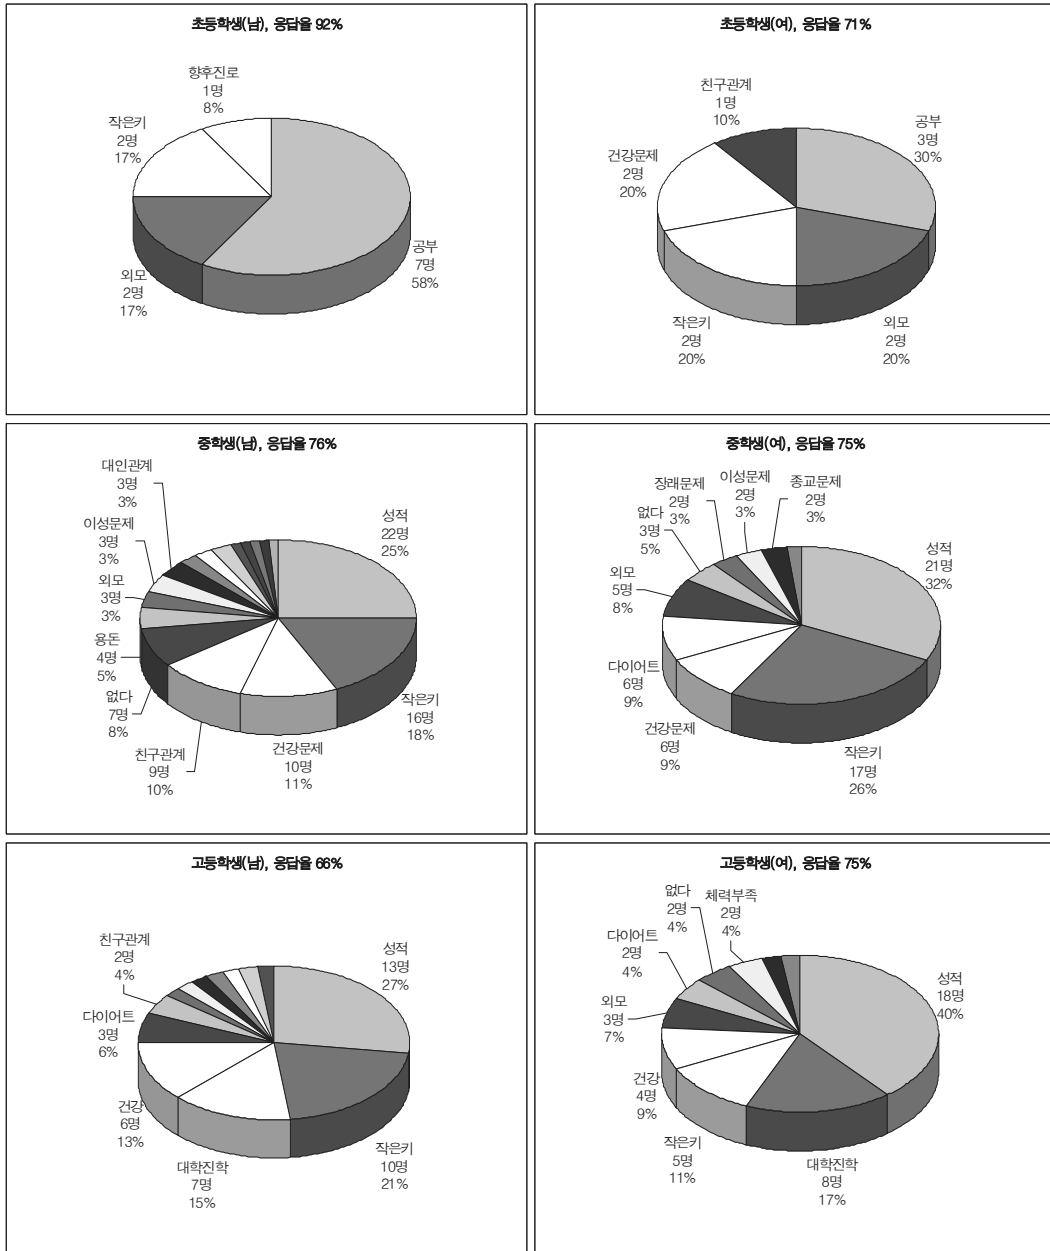 초등학생(남), 응답율 92%
향후진로
1명
8%
작은키
2명
17%
공부
7명
58%
외모
2명
17%
초등학생(여), 응답율 71%
친구관계
1명
10%
공부
3명
30%
건강문제
2명
20%
작은키
2명
20%
외모
2명
20%
중학생(남), 응답율 76%
대인관계
3명
3%
성적
22명
25%
이성문제
3명
3%
외모
3명
3%
용돈
4명
5%
없다
7명
8%
친구관계
9명
10%
건강문제
10명
11%
작은키
16명
18%
중학생(여), 응답율 75%
장래문제
2명
3%
이성문제
2명
3%
종교문제
2명
3%
없다
3명
5%
성적
21명
32%
외모
5명
8%
다이어트
6명
9%
건강문제
6명
9%
작은키
17명
26%
고등학생(남), 응답율 66%
친구관계
2명
4%
성적
13명
27%
다이어트
3명
6%
건강
6명
13%
대학진학
7명
15%
작은키
10명
21%
고등학생(여), 응답율 75%
없다
2명
4%
체력부족
2명
4%
다이어트
2명
4%
성적
18명
40%
외모
3명
7%
건강
4명
9%
작은키
5명
11%
대학진학
8명
17%